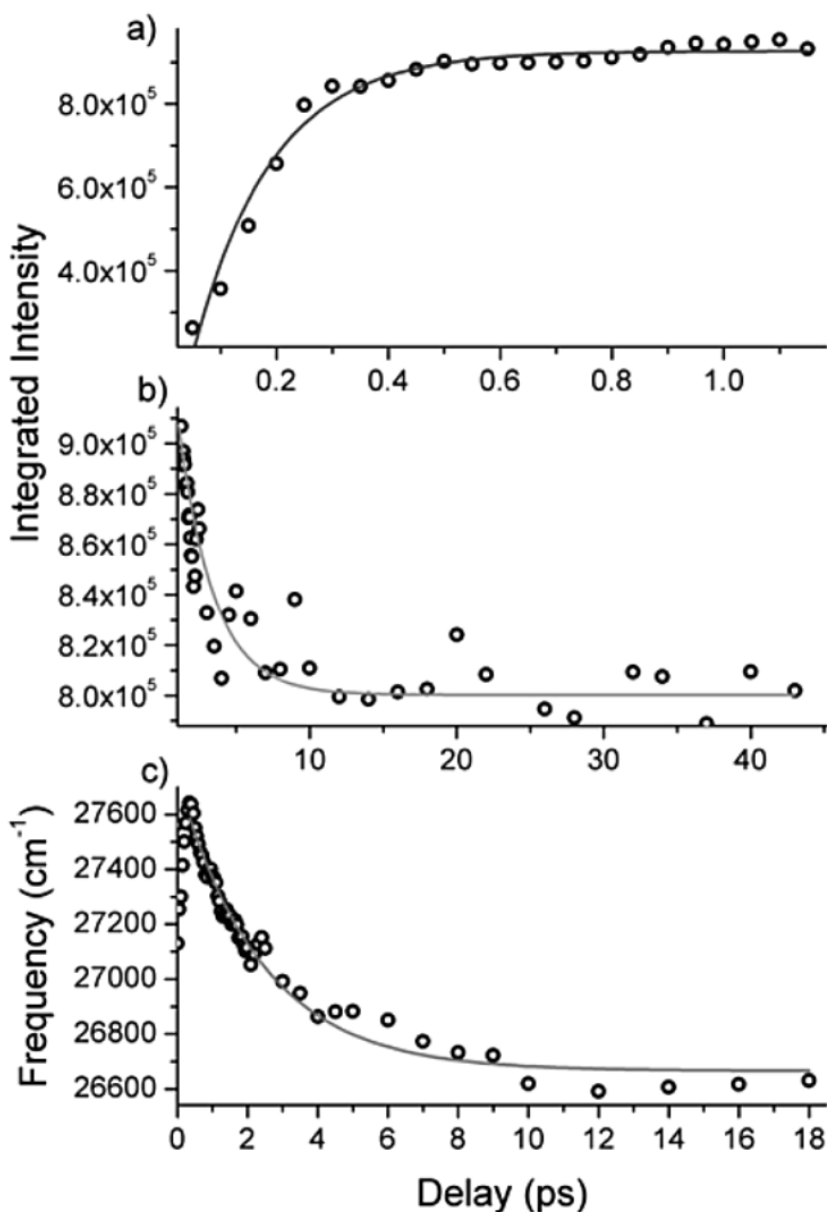 a)
8.0x10⁵
6.0x10⁵
4.0x10⁵
0.2 0.4 0.6 0.8 1.0
Integrated Intensity
b)
9.0x10⁵
8.8x10⁵
8.6x10⁵
8.4x10⁵
8.2x10⁵
8.0x10⁵
10 20 30 40
c)
27600
27400
27200
27000
26800
26600
Frequency (cm⁻¹)
0 2 4 6 8 10 12 14 16 18
Delay (ps)